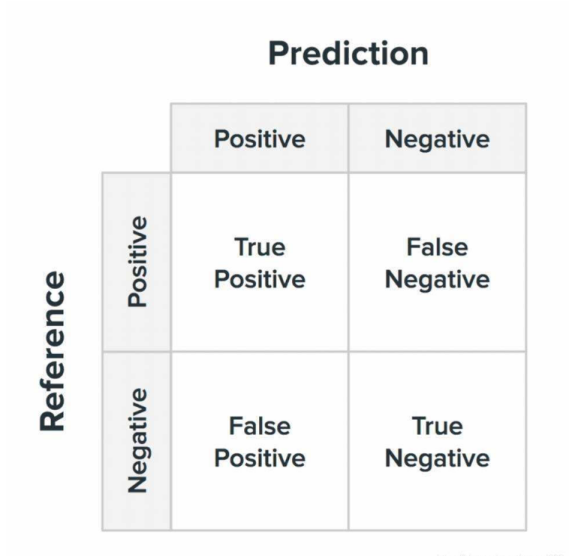 Prediction
Positive
Negative
Reference
Positive
True
Positive
False
Negative
Negative
False
Positive
True
Negative